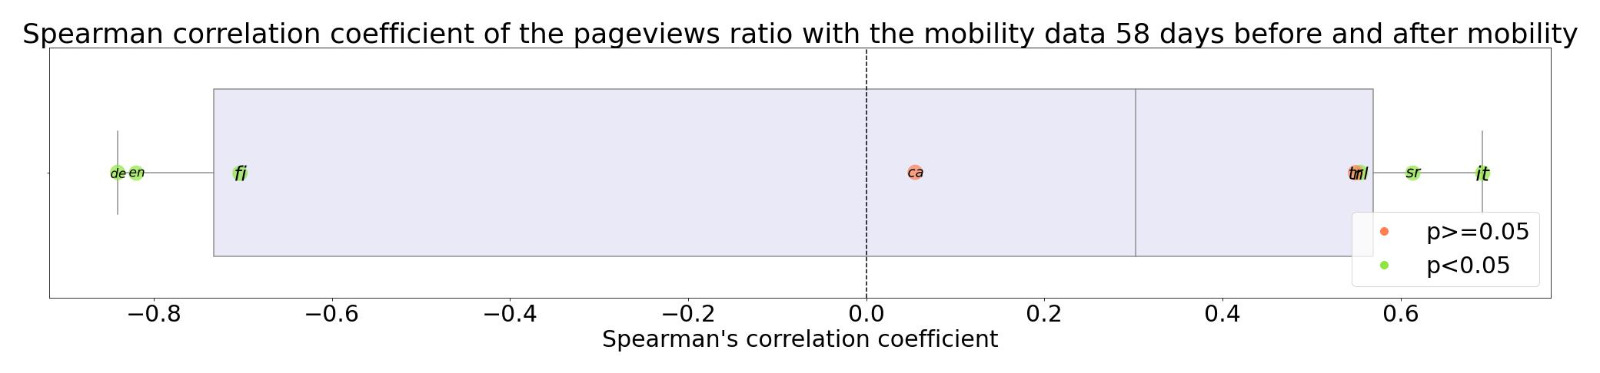 Spearman correlation coefficient of the pageviews ratio with the mobility data 58 days before and after mobility
de en fi ca sr it
p>=0.05
p<0.05
−0.8 −0.6 −0.4 −0.2 0.0 0.2 0.4 0.6
Spearman's correlation coefficient